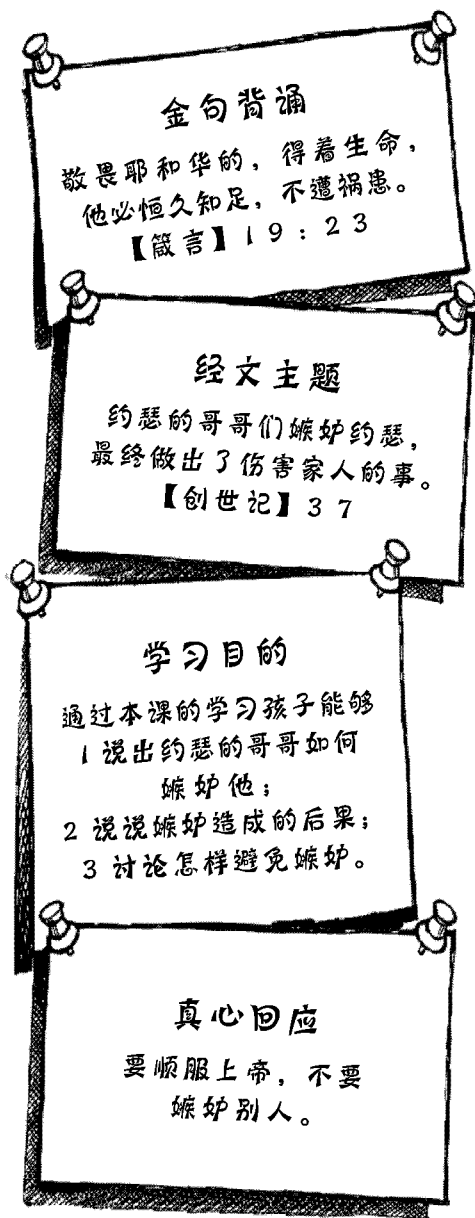 金句背诵
敬畏耶和华的，得着生命，
他必恒久知足，不遭祸患。
【箴言】19：23
经文主题
约瑟的哥哥们嫉妒约瑟，
最终做出了伤害家人的事。
【创世记】37
学习目的
通过本课的学习孩子能够
1 说出约瑟的哥哥如何
嫉妒他；
2 说说嫉妒造成的后果；
3 讨论怎样避免嫉妒。
真心回应
要顺服上帝，不要
嫉妒别人。